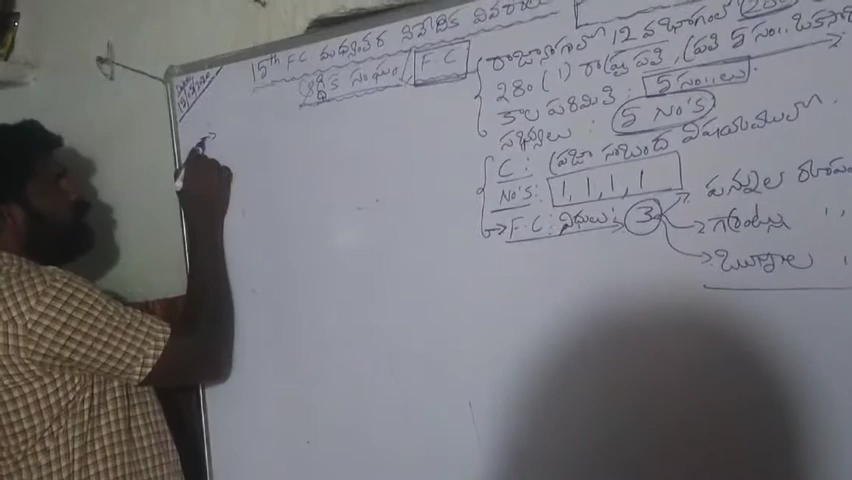 15th FC మధ్యంతర నివేదిక వివరాలు
ఆర్థిక సంఘం / F.C
రాజ్యాంగంలో 12 వ భాగంలో
280 (1) రాష్ట్రపతి, ప్రతి 5 సం.. ఒకసారి
కాల పరిమితి : 5 సం..లు.
సభ్యులు : 5 No's
C : ప్రజా సంబంధ విషయములలో.
No's : 1, 1, 1, 1
→ F.C : విధులు : 3
పన్నుల రూపం
గ్రాంట్సు ''
ఋణాల ''